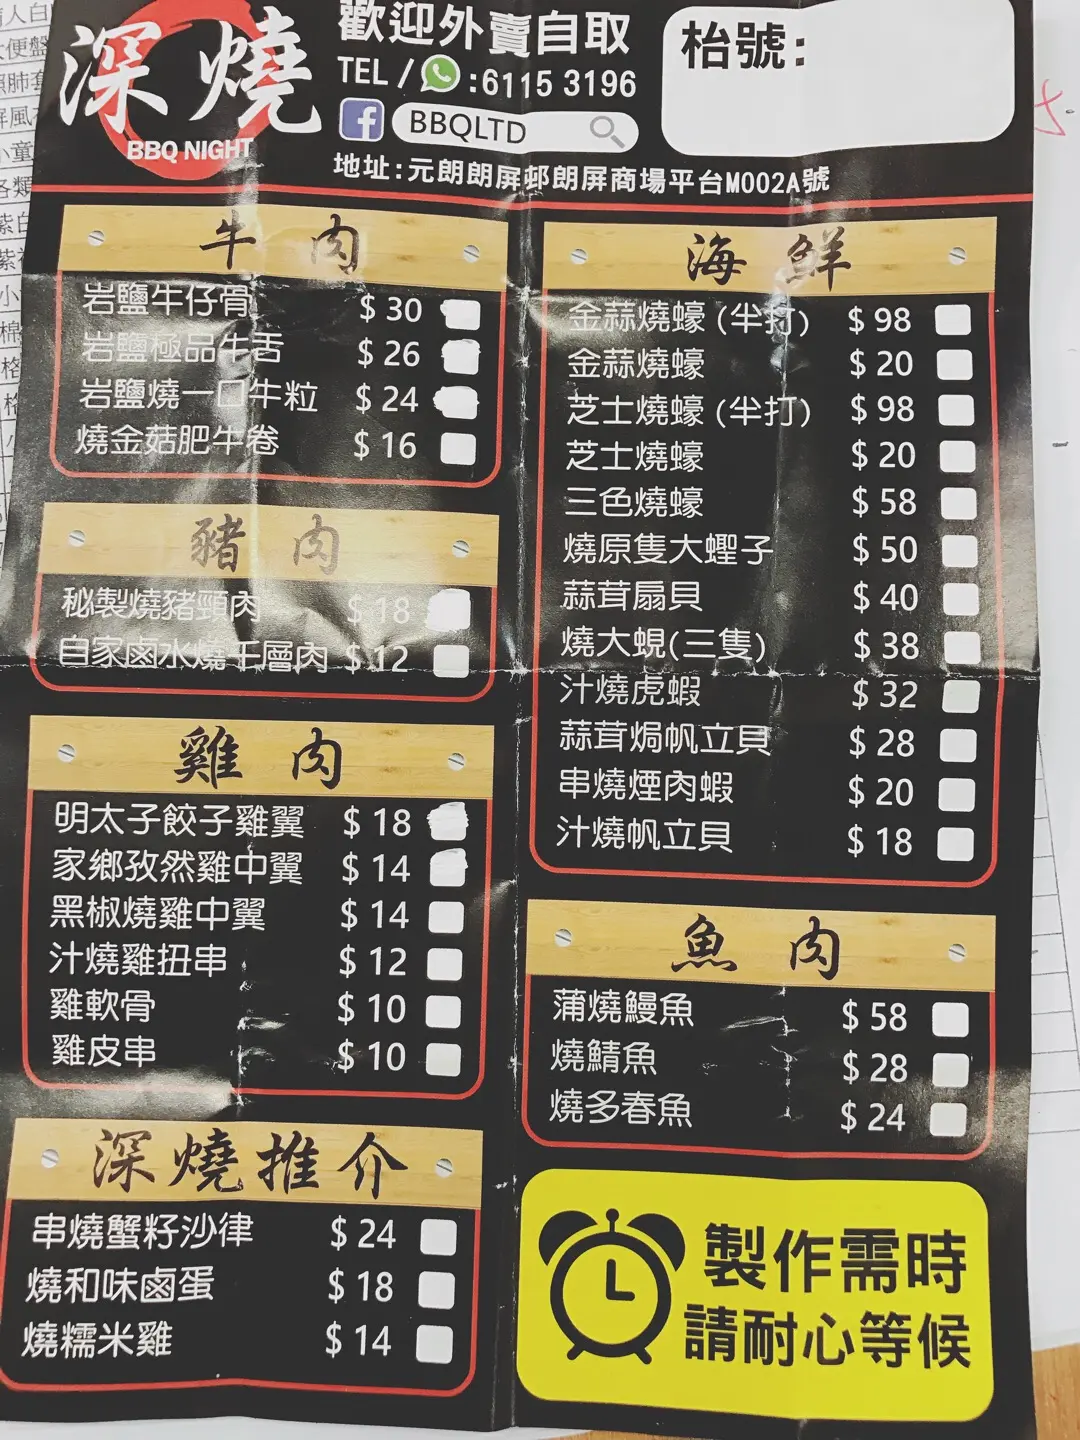 深燒
BBQ NIGHT
歡迎外賣自取
TEL / :6115 3196
BBQLTD
地址:元朗朗屏邨朗屏商場平台M002A號
枱號:
牛肉
岩鹽牛仔骨 $ 30
岩鹽極品牛舌 $ 26
岩鹽燒一口牛粒 $ 24
燒金菇肥牛卷 $ 16
豬肉
秘製燒豬頸肉 $ 18
自家鹵水燒千層肉 $ 12
雞肉
明太子餃子雞翼 $ 18
家鄉孜然雞中翼 $ 14
黑椒燒雞中翼 $ 14
汁燒雞扭串 $ 12
雞軟骨 $ 10
雞皮串 $ 10
深燒推介
串燒蟹籽沙律 $ 24
燒和味鹵蛋 $ 18
燒糯米雞 $ 14
海鮮
金蒜燒蠔 (半打) $ 98
金蒜燒蠔 $ 20
芝士燒蠔 (半打) $ 98
芝士燒蠔 $ 20
三色燒蠔 $ 58
燒原隻大蟶子 $ 50
蒜茸扇貝 $ 40
燒大蜆(三隻) $ 38
汁燒虎蝦 $ 32
蒜茸焗帆立貝 $ 28
串燒煙肉蝦 $ 20
汁燒帆立貝 $ 18
魚肉
蒲燒鰻魚 $ 58
燒鯖魚 $ 28
燒多春魚 $ 24
製作需時
請耐心等候